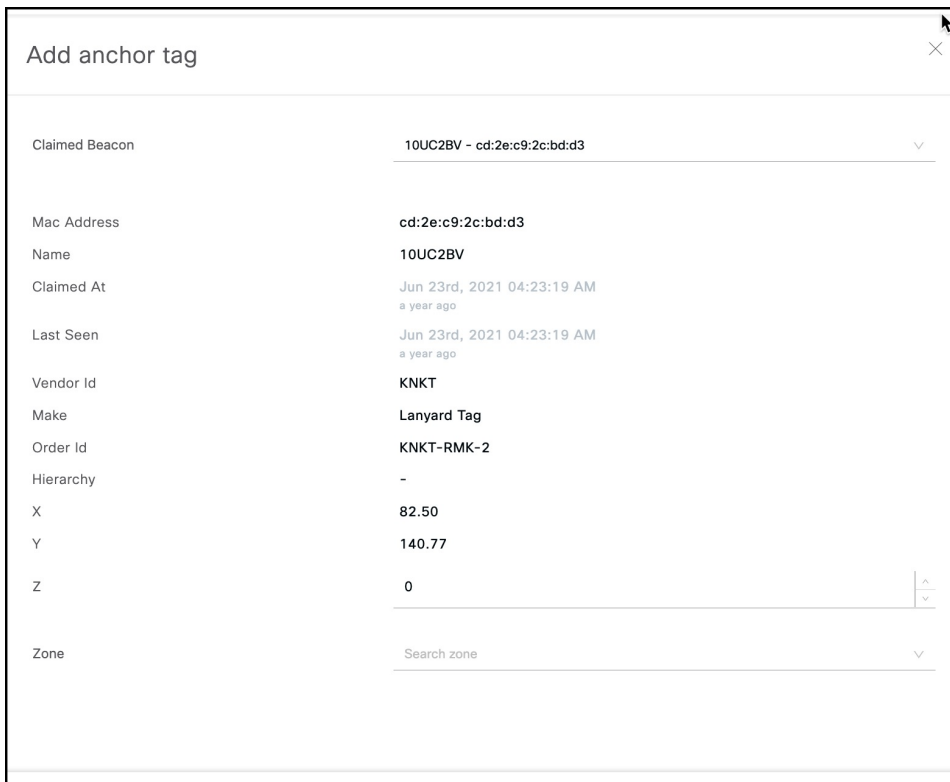 Add anchor tag
Claimed Beacon 10UC2BV - cd:2e:c9:2c:bd:d3
Mac Address cd:2e:c9:2c:bd:d3
Name 10UC2BV
Claimed At Jun 23rd, 2021 04:23:19 AM
a year ago
Last Seen Jun 23rd, 2021 04:23:19 AM
a year ago
Vendor Id KNKT
Make Lanyard Tag
Order Id KNKT-RMK-2
Hierarchy -
X 82.50
Y 140.77
Z 0
Zone Search zone